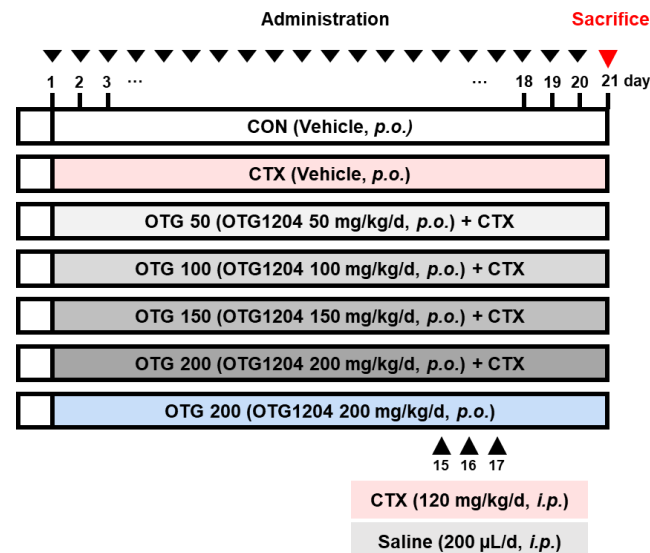 Administration Sacrifice
1 2 3 ... ... 18 19 20 21 day
CON (Vehicle, p.o.)
CTX (Vehicle, p.o.)
OTG 50 (OTG1204 50 mg/kg/d, p.o.) + CTX
OTG 100 (OTG1204 100 mg/kg/d, p.o.) + CTX
OTG 150 (OTG1204 150 mg/kg/d, p.o.) + CTX
OTG 200 (OTG1204 200 mg/kg/d, p.o.) + CTX
OTG 200 (OTG1204 200 mg/kg/d, p.o.)
15 16 17
CTX (120 mg/kg/d, i.p.)
Saline (200 μL/d, i.p.)